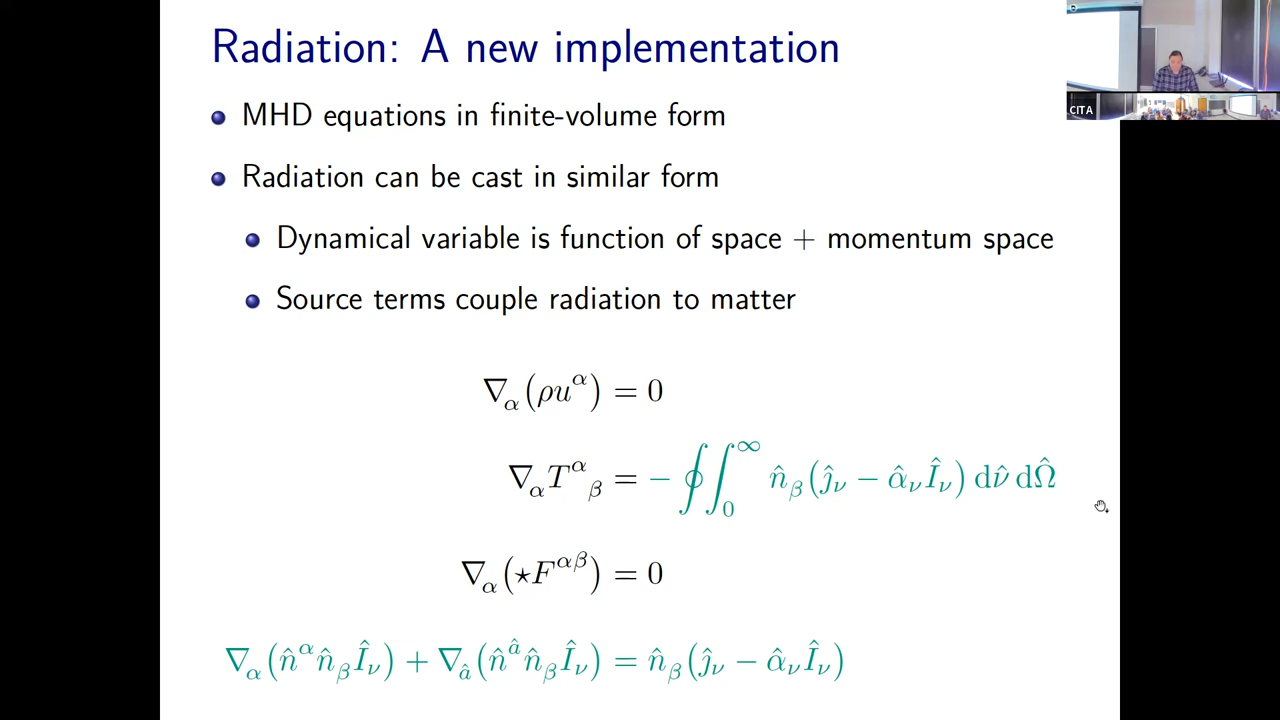 Radiation: A new implementation
MHD equations in finite-volume form
Radiation can be cast in similar form
Dynamical variable is function of space + momentum space
Source terms couple radiation to matter
∇_α(ρu^α) = 0
∇_α T^α_β = − ∮∫_0^∞ n̂_β(ĵ_ν − α̂_ν Î_ν) dν̂ dΩ̂
∇_α(⋆F^{αβ}) = 0
∇_α(n̂^α n̂_β Î_ν) + ∇_â(n̂^â n̂_β Î_ν) = n̂_β(ĵ_ν − α̂_ν Î_ν)
CITA